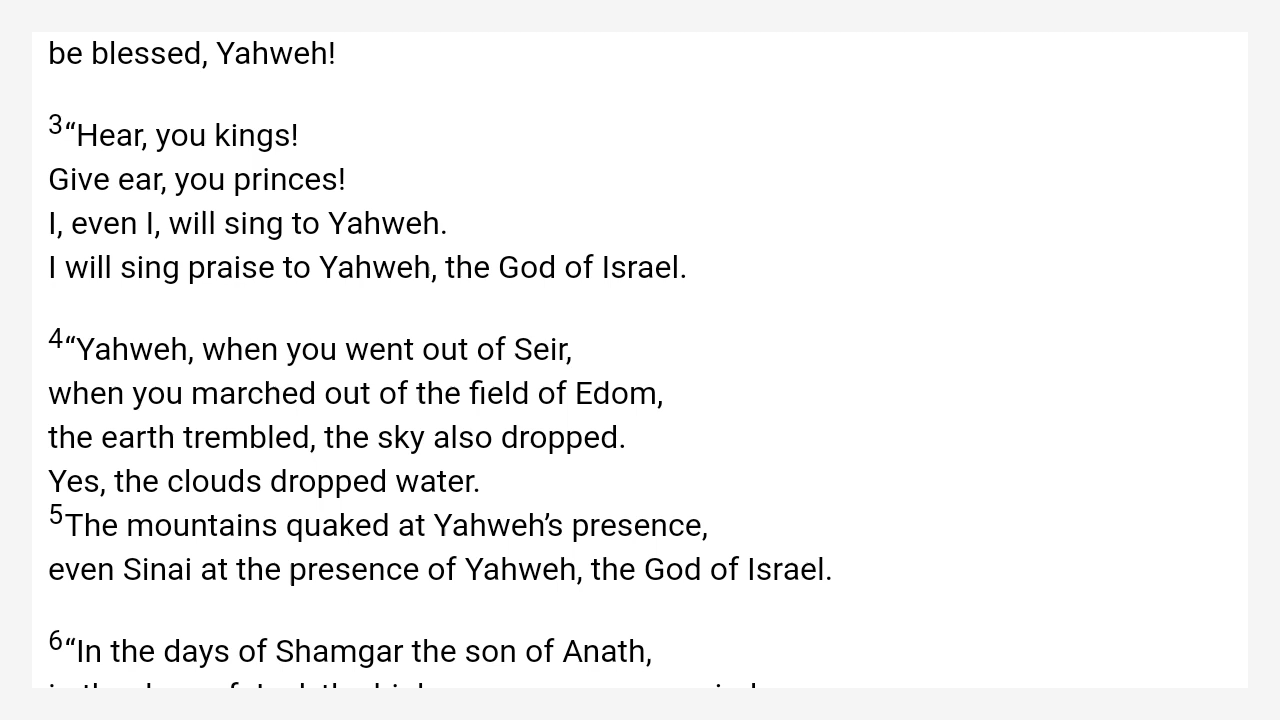 be blessed, Yahweh!
3“Hear, you kings!
Give ear, you princes!
I, even I, will sing to Yahweh.
I will sing praise to Yahweh, the God of Israel.
4“Yahweh, when you went out of Seir,
when you marched out of the field of Edom,
the earth trembled, the sky also dropped.
Yes, the clouds dropped water.
5The mountains quaked at Yahweh’s presence,
even Sinai at the presence of Yahweh, the God of Israel.
6“In the days of Shamgar the son of Anath,